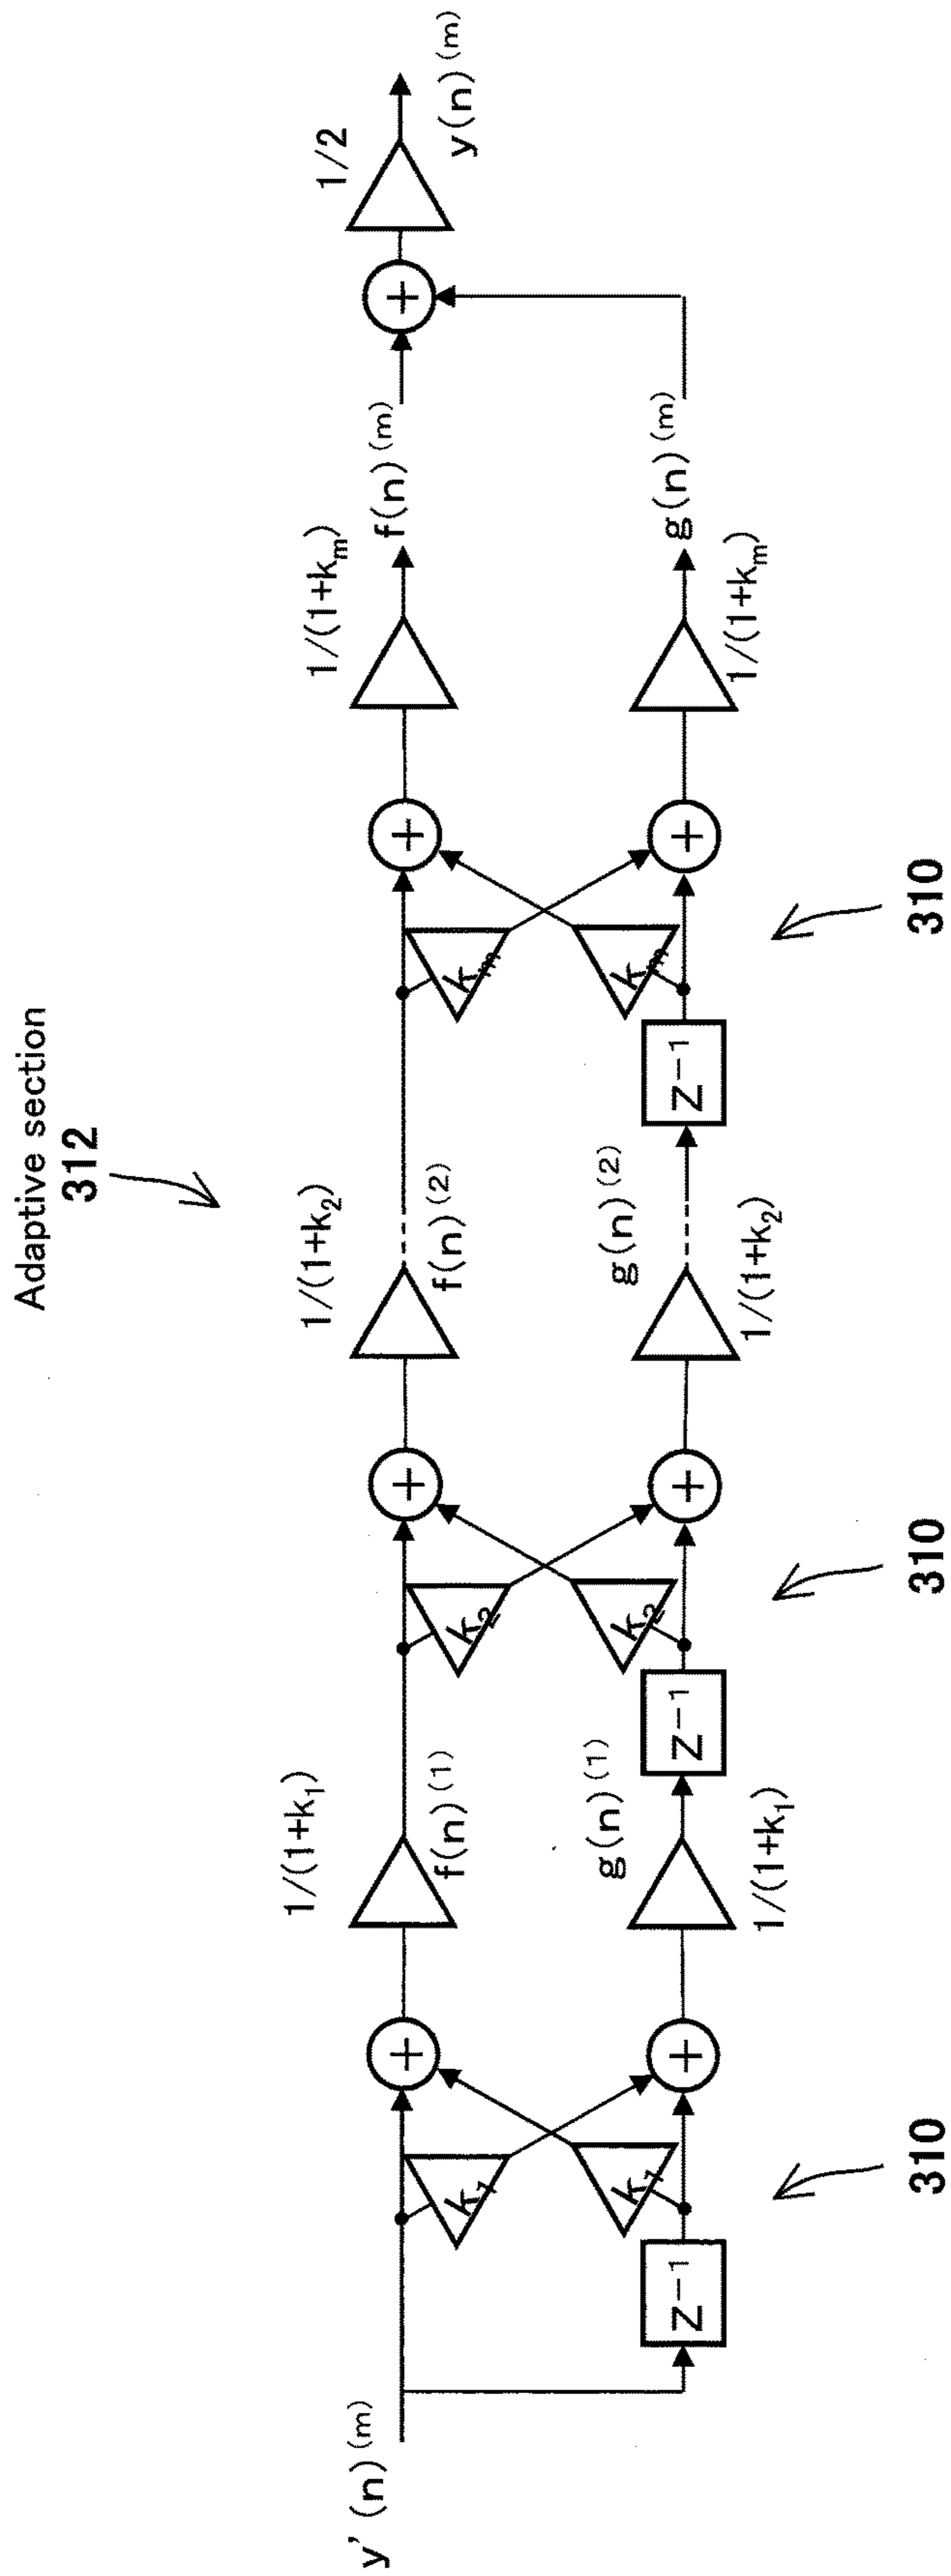 Adaptive section
312
y'(n)(m)
Z−1
k1
k1
+
+
1/(1+k1)
f(n)(1)
g(n)(1)
1/(1+k1)
Z−1
k2
k2
+
+
1/(1+k2)
f(n)(2)
g(n)(2)
1/(1+k2)
Z−1
km
km
+
+
1/(1+km)
f(n)(m)
g(n)(m)
1/(1+km)
+
1/2
y(n)(m)
310
310
310